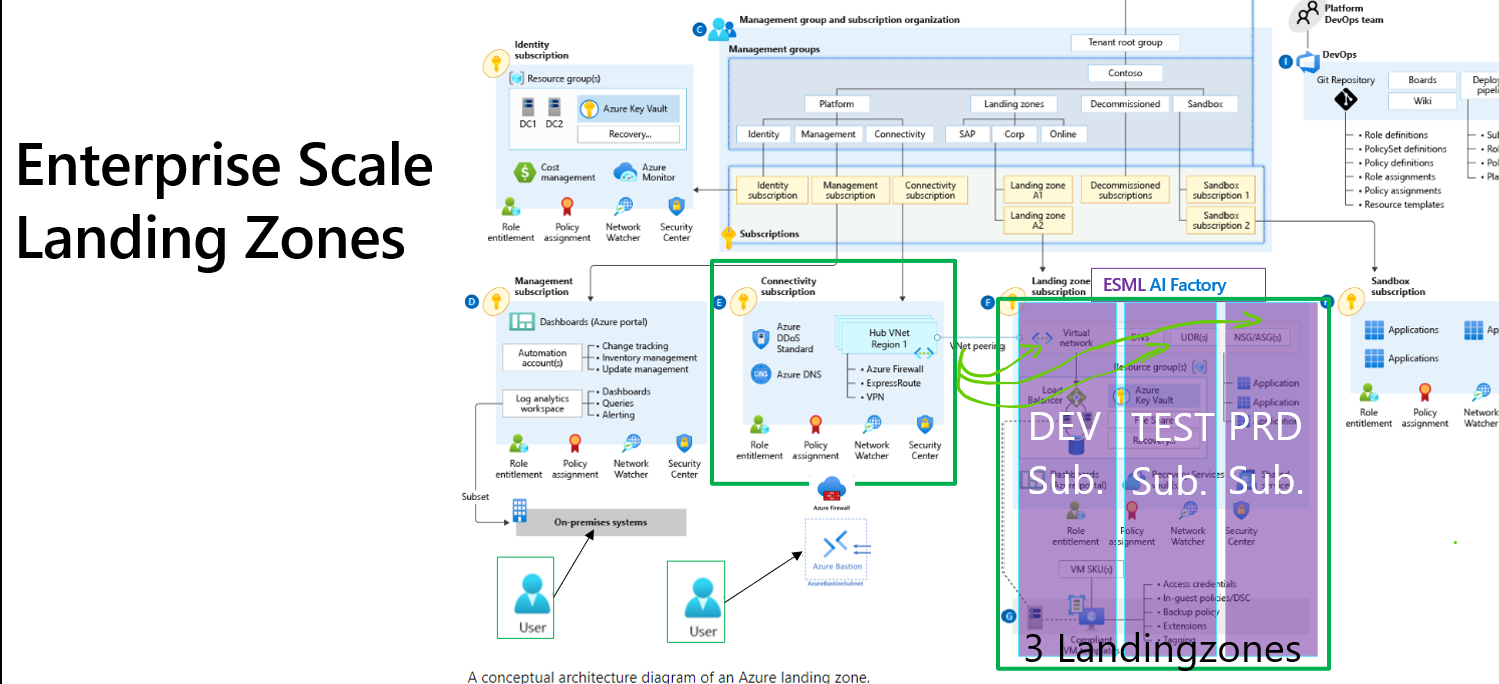 Enterprise Scale
Landing Zones
Identity
subscription
Resource group(s)
DC1
DC2
Azure Key Vault
Recovery...
Cost
management
Azure
Monitor
Role
entitlement
Policy
assignment
Network
Watcher
Security
Center
C
Management group and subscription organization
Management groups
Tenant root group
Contoso
Platform
Landing zones
Decommissioned
Sandbox
Identity
Management
Connectivity
SAP
Corp
Online
Identity
subscription
Management
subscription
Connectivity
subscription
Landing zone
A1
Landing zone
A2
Decommissioned
subscriptions
Sandbox
subscription 1
Sandbox
subscription 2
Subscriptions
Platform
DevOps team
I
DevOps
Git Repository
Boards
Wiki
• Role definitions
• PolicySet definitions
• Policy definitions
• Role assignments
• Policy assignments
• Resource templates
D
Management
subscription
Dashboards (Azure portal)
Automation
account(s)
• Change tracking
• Inventory management
• Update management
Log analytics
workspace
• Dashboards
• Queries
• Alerting
Role
entitlement
Policy
assignment
Network
Watcher
Security
Center
Subset
On-premises systems
User
User
E
Connectivity
subscription
Azure
DDoS
Standard
DNS
Azure DNS
Hub VNet
Region 1
• Azure Firewall
• ExpressRoute
• VPN
Role
entitlement
Policy
assignment
Network
Watcher
Security
Center
Azure Firewall
Azure Bastion
AzureBastionSubnet
VNet peering
F
Landing zone
subscription
ESML AI Factory
Virtual
network
DNS
UDR(s)
NSG/ASG(s)
Resource group(s)
Load
Balancer
Azure
Key Vault
File Share
Recovery...
Application
Application
DEV
Sub.
TEST
Sub.
PRD
Sub.
Role
entitlement
Policy
assignment
Network
Watcher
Security
Center
VM SKU(s)
• Access credentials
• In-guest policies/DSC
• Backup policy
• Extensions
• Tagging
G
Compliant
3 Landingzones
Sandbox
subscription
Applications
Applications
Role
entitlement
Policy
assignment
Network
A conceptual architecture diagram of an Azure landing zone.